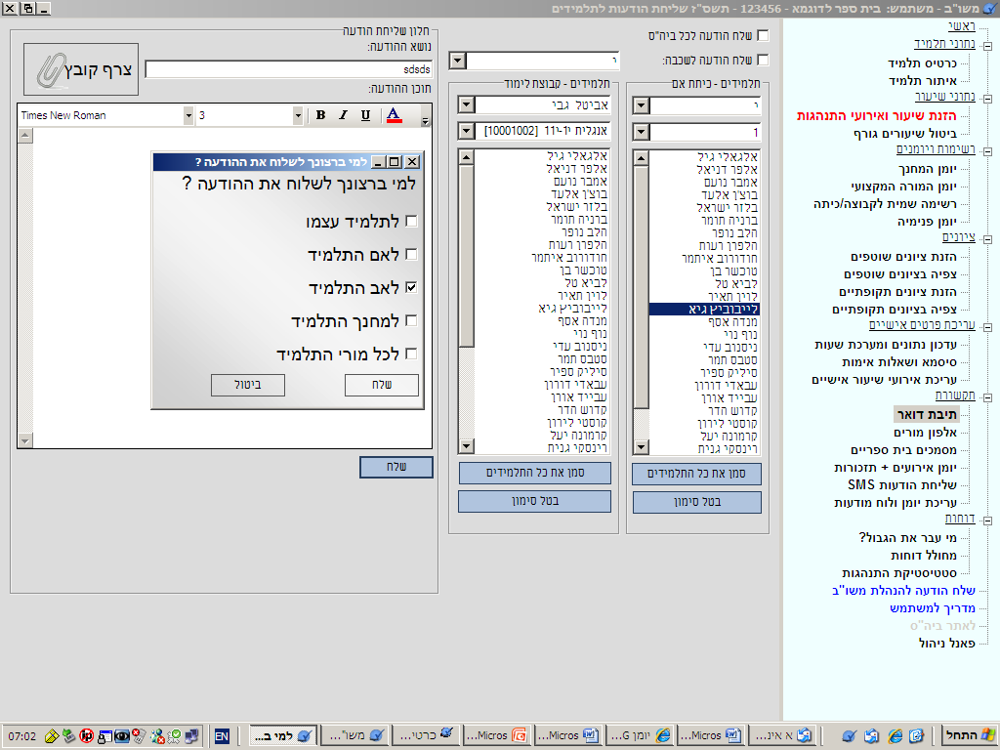 משו"ב - משתמש: בית ספר לדוגמא - 123456 - תשס"ז שליחת הודעות לתלמידים
ראשי
נתוני תלמיד
כרטיס תלמיד
איתור תלמיד
נתוני שיעור
הזנת שיעור ואירועי התנהגות
ביטול שיעורים גורף
רשימות ויומנים
יומן המחנך
יומן המורה המקצועי
רשימה שמית לקבוצה/כיתה
יומן פנימיה
ציונים
הזנת ציונים שוטפים
צפיה בציונים שוטפים
הזנת ציונים תקופתיים
צפיה בציונים תקופתיים
עריכת פרטים אישיים
עדכון נתונים ומערכת שעות
סיסמא ושאלות אימות
עריכת אירועי שיעור אישיים
תקשורת
תיבת דואר
אלפון מורים
מסמכים בית ספריים
יומן אירועים + תזכורות
שליחת הודעות SMS
עריכת יומן ולוח מודעות
דוחות
מי עבר את הגבול?
מחולל דוחות
סטטיסטיקת התנהגות
שלח הודעה להנהלת משו"ב
מדריך למשתמש
לאתר ביה"ס
פאנל ניהול
שלח הודעה לכל ביה"ס
שלח הודעה לשכבה:
י
תלמידים - כיתת אם
י
1
אלגאלי גיל
אלפר דניאל
אמבר נועם
בוצ'ן אלעד
בלזר ישראל
ברניה תומר
הלב נופר
הלפרן רעות
חודורוב איתמר
טוכשר בן
לביא טל
לוין תאיר
לייבוביץ גיא
מנדה אסף
נוף נוי
ניסנוב עדי
סטבס תמר
סיליק ספיר
עבאדי דורון
עבייד אורן
קדוש הדר
קוסטי לירון
קרמונה יעל
רינסקי גנית
סמן את כל התלמידים
בטל סימון
תלמידים - קבוצת לימוד
אביטל גבי
אנגלית י1-יוו [10001002]
אלגאלי גיל
אלפר דניאל
אמבר נועם
בוצ'ן אלעד
בלזר ישראל
ברניה תומר
הלב נופר
הלפרן רעות
חודורוב איתמר
טוכשר בן
לביא טל
לוין תאיר
לייבוביץ גיא
מנדה אסף
נוף נוי
ניסנוב עדי
סטבס תמר
סיליק ספיר
עבאדי דורון
עבייד אורן
קדוש הדר
קוסטי לירון
קרמונה יעל
רינסקי גנית
סמן את כל התלמידים
בטל סימון
חלון שליחת הודעה
נושא ההודעה:
sdsds
צרף קובץ
תוכן ההודעה:
Times New Roman 3 B I U A
למי ברצונך לשלוח את ההודעה ?
למי ברצונך לשלוח את ההודעה ?
לתלמיד עצמו
לאם התלמיד
לאב התלמיד
למחנך התלמיד
לכל מורי התלמיד
שלח
ביטול
שלח
התחל
א אינ...
Micros...
יומן G...
Micros...
Micros...
כרטי...
משו"...
למי ב...
EN
07:02